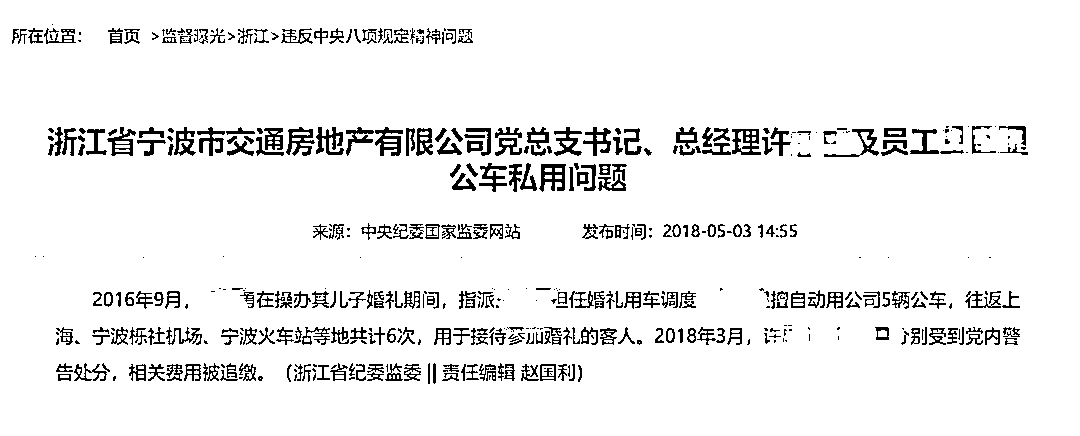 所在位置： 首页 >监督曝光>浙江>违反中央八项规定精神问题
浙江省宁波市交通房地产有限公司党总支书记、总经理许 及员工
公车私用问题
来源：中央纪委国家监委网站 发布时间：2018-05-03 14:55
2016年9月， 勇在操办其儿子婚礼期间，指派 担任婚礼用车调度 擅自动用公司5辆公车，往返上
海、宁波栎社机场、宁波火车站等地共计6次，用于接待参加婚礼的客人。2018年3月，许 分别受到党内警
告处分，相关费用被追缴。（浙江省纪委监委 || 责任编辑 赵国利）